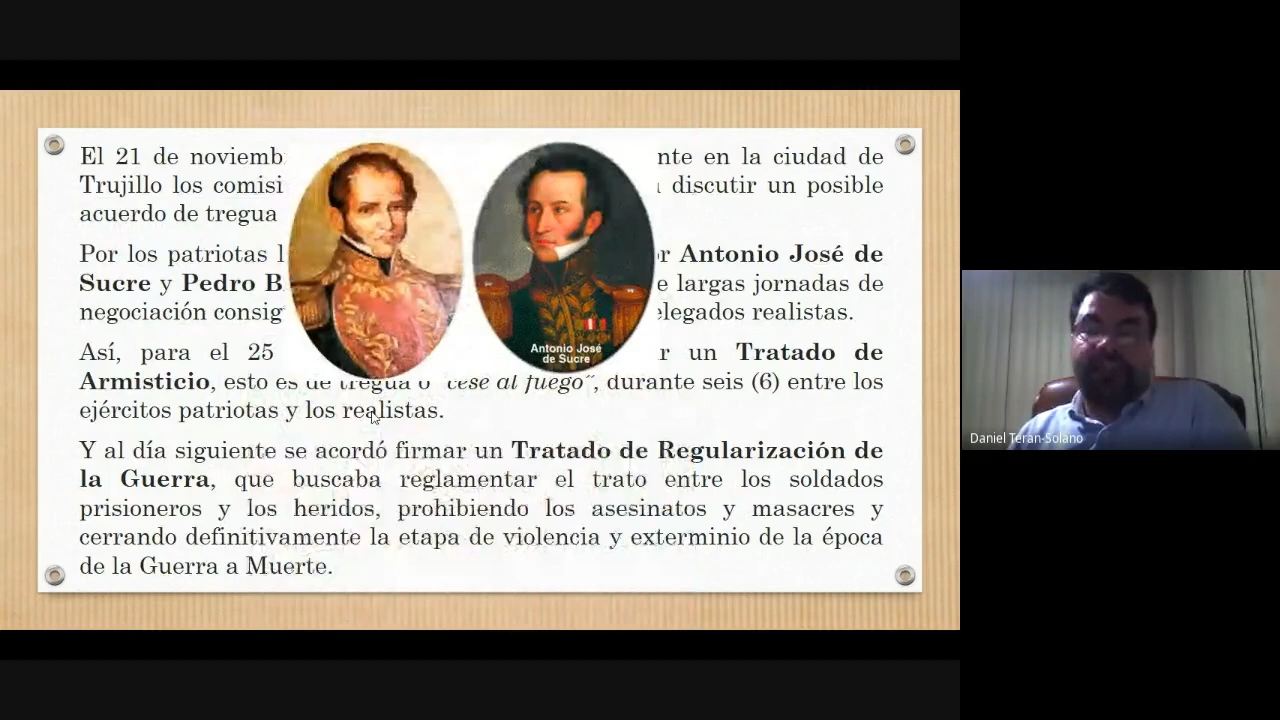 El 21 de noviemb nte en la ciudad de
Trujillo los comisi discutir un posible
acuerdo de tregua
Por los patriotas l r Antonio José de
Sucre y Pedro B e largas jornadas de
negociación consig elegados realistas.
Así, para el 25 r un Tratado de
Armisticio, esto es de tregua o "cese al fuego", durante seis (6) entre los
ejércitos patriotas y los realistas.
Y al día siguiente se acordó firmar un Tratado de Regularización de
la Guerra, que buscaba reglamentar el trato entre los soldados
prisioneros y los heridos, prohibiendo los asesinatos y masacres y
cerrando definitivamente la etapa de violencia y exterminio de la época
de la Guerra a Muerte.
Antonio José
de Sucre
Daniel Teran-Solano